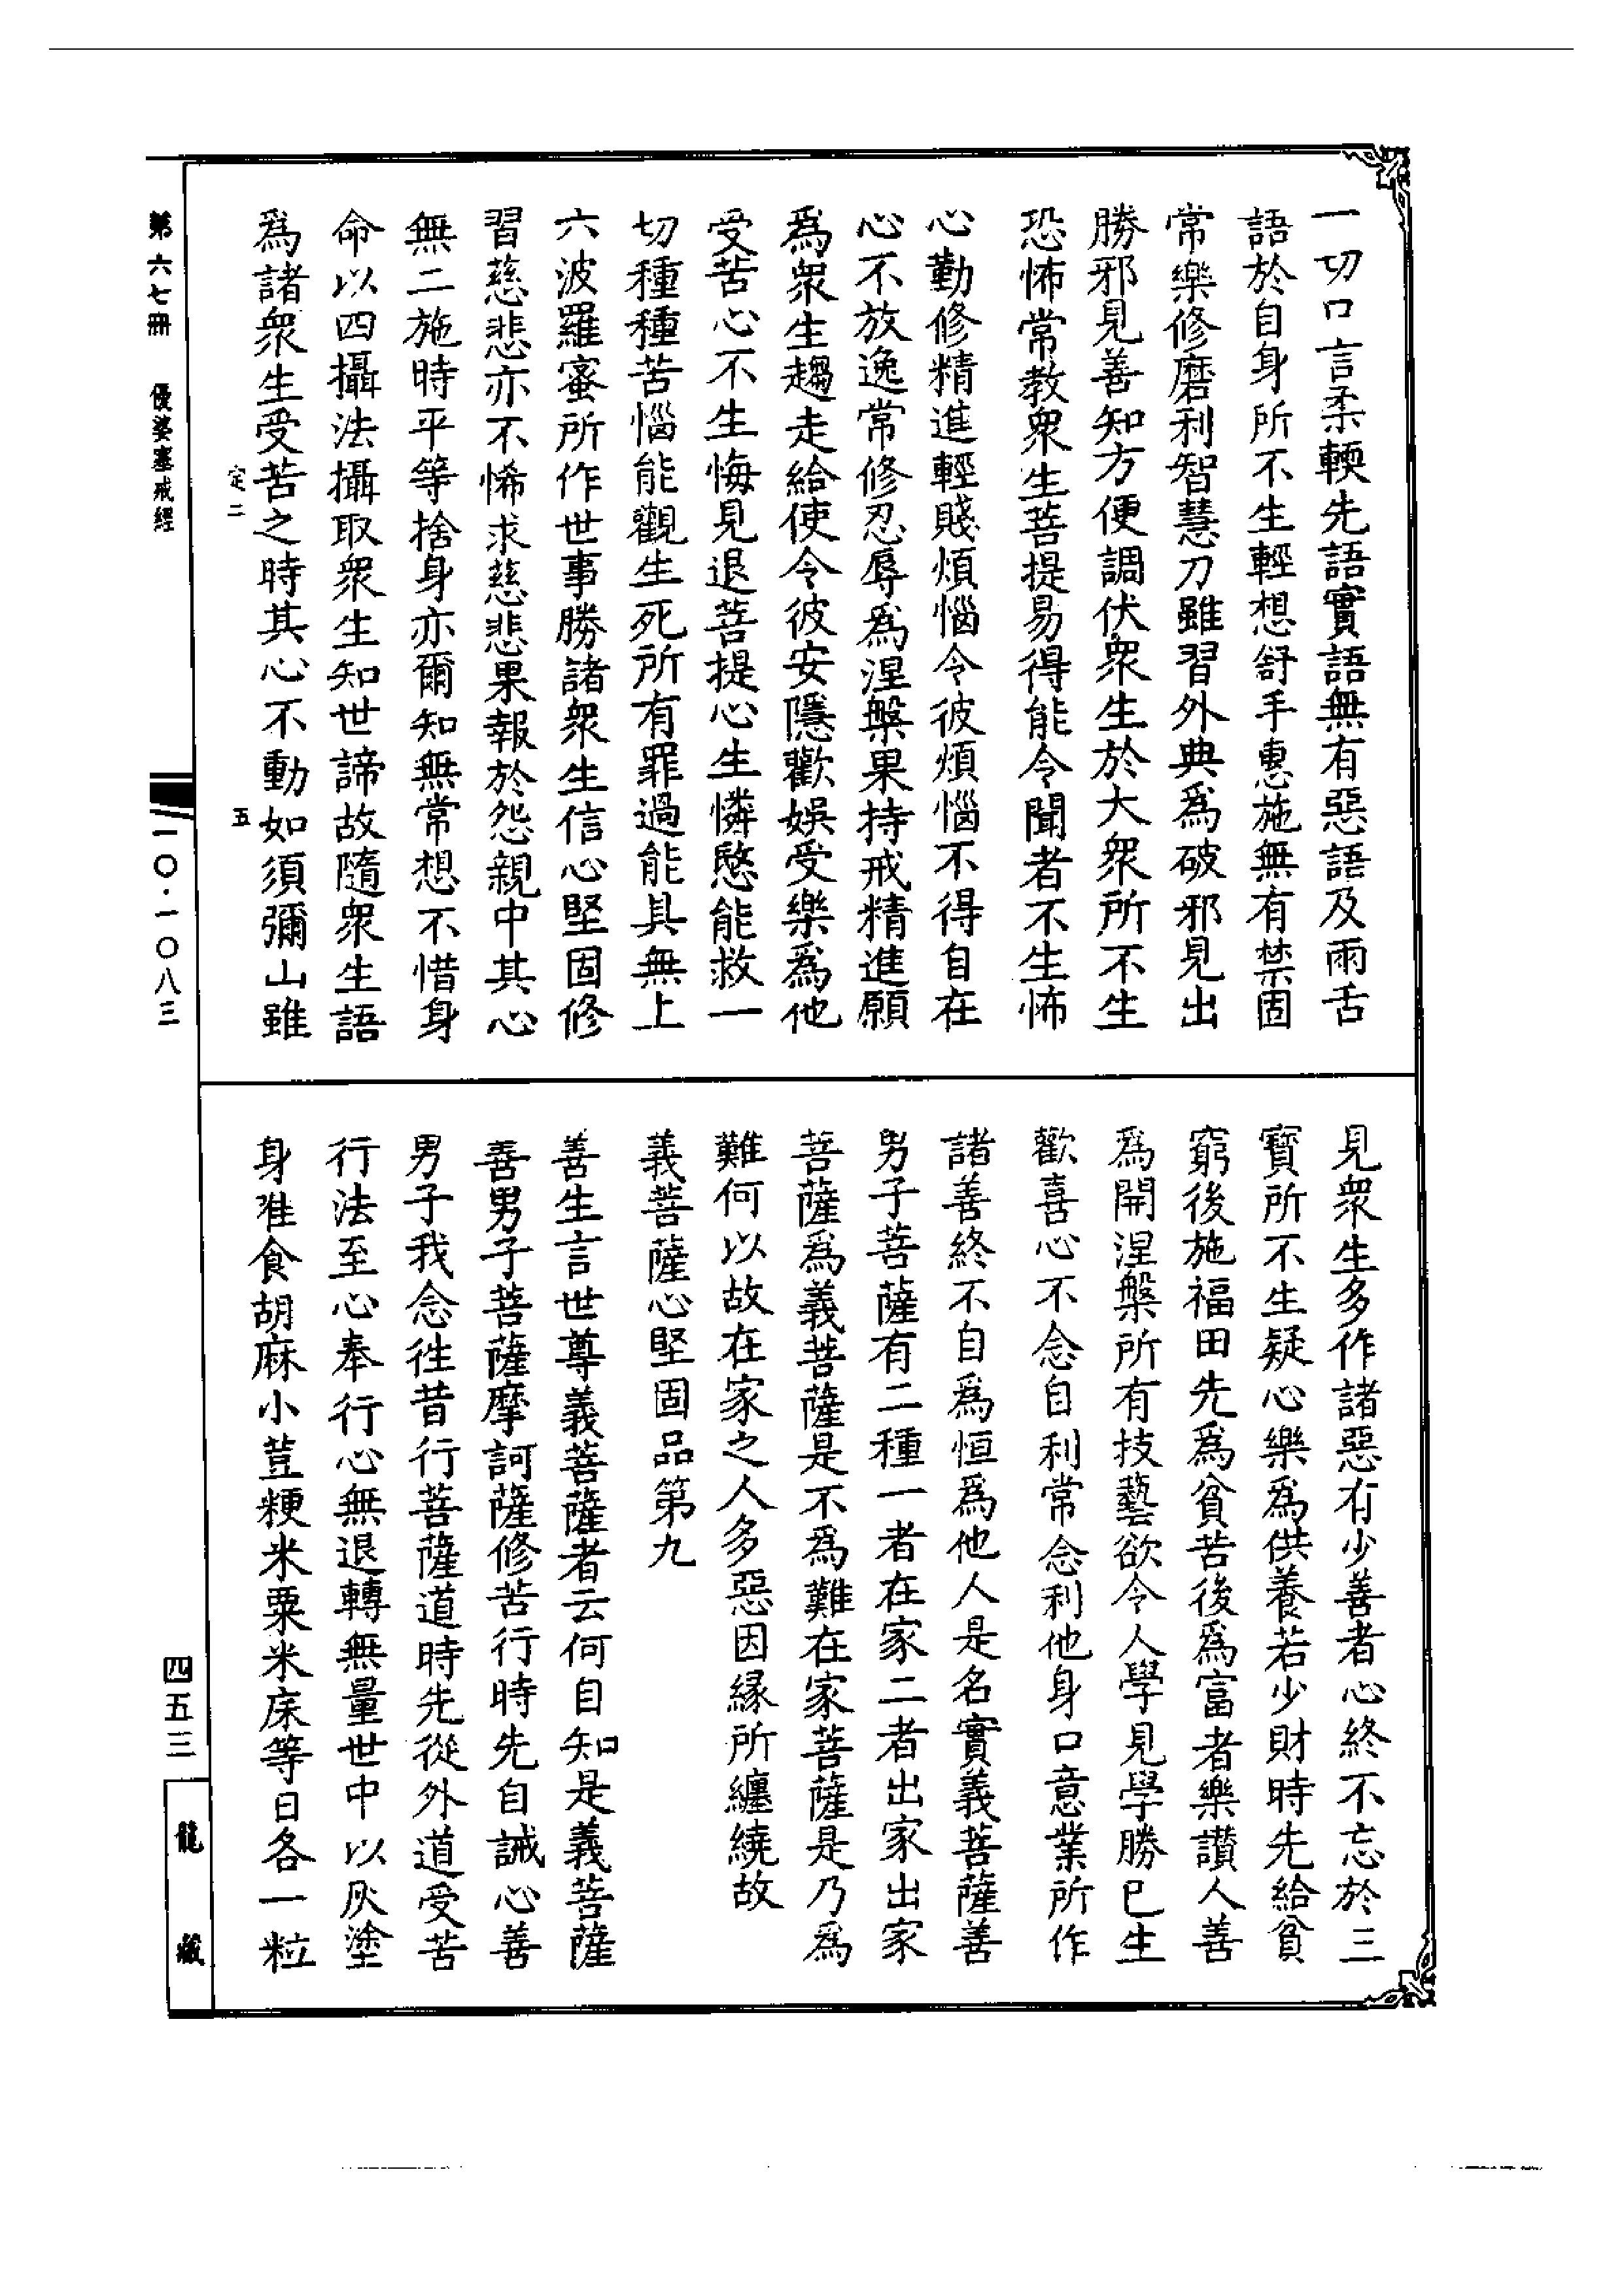 一切口言柔輭先語實語無有惡語及兩舌
語於自身所不生輕想舒手惠施無有禁固
常樂修磨利智慧刀雖習外典爲破邪見出
勝邪見善知方便調伏衆生於大衆所不生
恐怖常教衆生菩提易得能令聞者不生怖
心勤修精進輕賤煩惱令彼煩惱不得自在
心不放逸常修忍辱爲涅槃果持戒精進願
爲衆生趨走給使令彼安隱歡娛受樂爲他
受苦心不生悔見退菩提心生憐愍能救一
切種種苦惱能觀生死所有罪過能具無上
六波羅蜜所作世事勝諸衆生信心堅固修
習慈悲亦不悕求慈悲果報於怨親中其心
無二施時平等捨身亦爾知無常想不惜身
命以四攝法攝取衆生知世諦故隨衆生語
爲諸衆生受苦之時其心不動如須彌山雖
定二
五
見衆生多作諸惡有少善者心終不忘於三
寶所不生疑心樂爲供養若少財時先給貧
窮後施福田先爲貧苦後爲富者樂讚人善
爲開涅槃所有技藝欲令人學見學勝已生
歡喜心不念自利常念利他身口意業所作
諸善終不自爲恒爲他人是名實義菩薩善
男子菩薩有二種一者在家二者出家出家
菩薩爲義菩薩是不爲難在家菩薩是乃爲
難何以故在家之人多惡因緣所纏繞故
義菩薩心堅固品第九
善生言世尊義菩薩者云何自知是義菩薩
善男子菩薩摩訶薩修苦行時先自誡心善
男子我念徃昔行菩薩道時先從外道受苦
行法至心奉行心無退轉無量世中以灰塗
身唯食胡麻小荳粳米粟米床等日各一粒
第六七冊 優婆塞戒經
一〇·一〇八三
四五三
龍藏